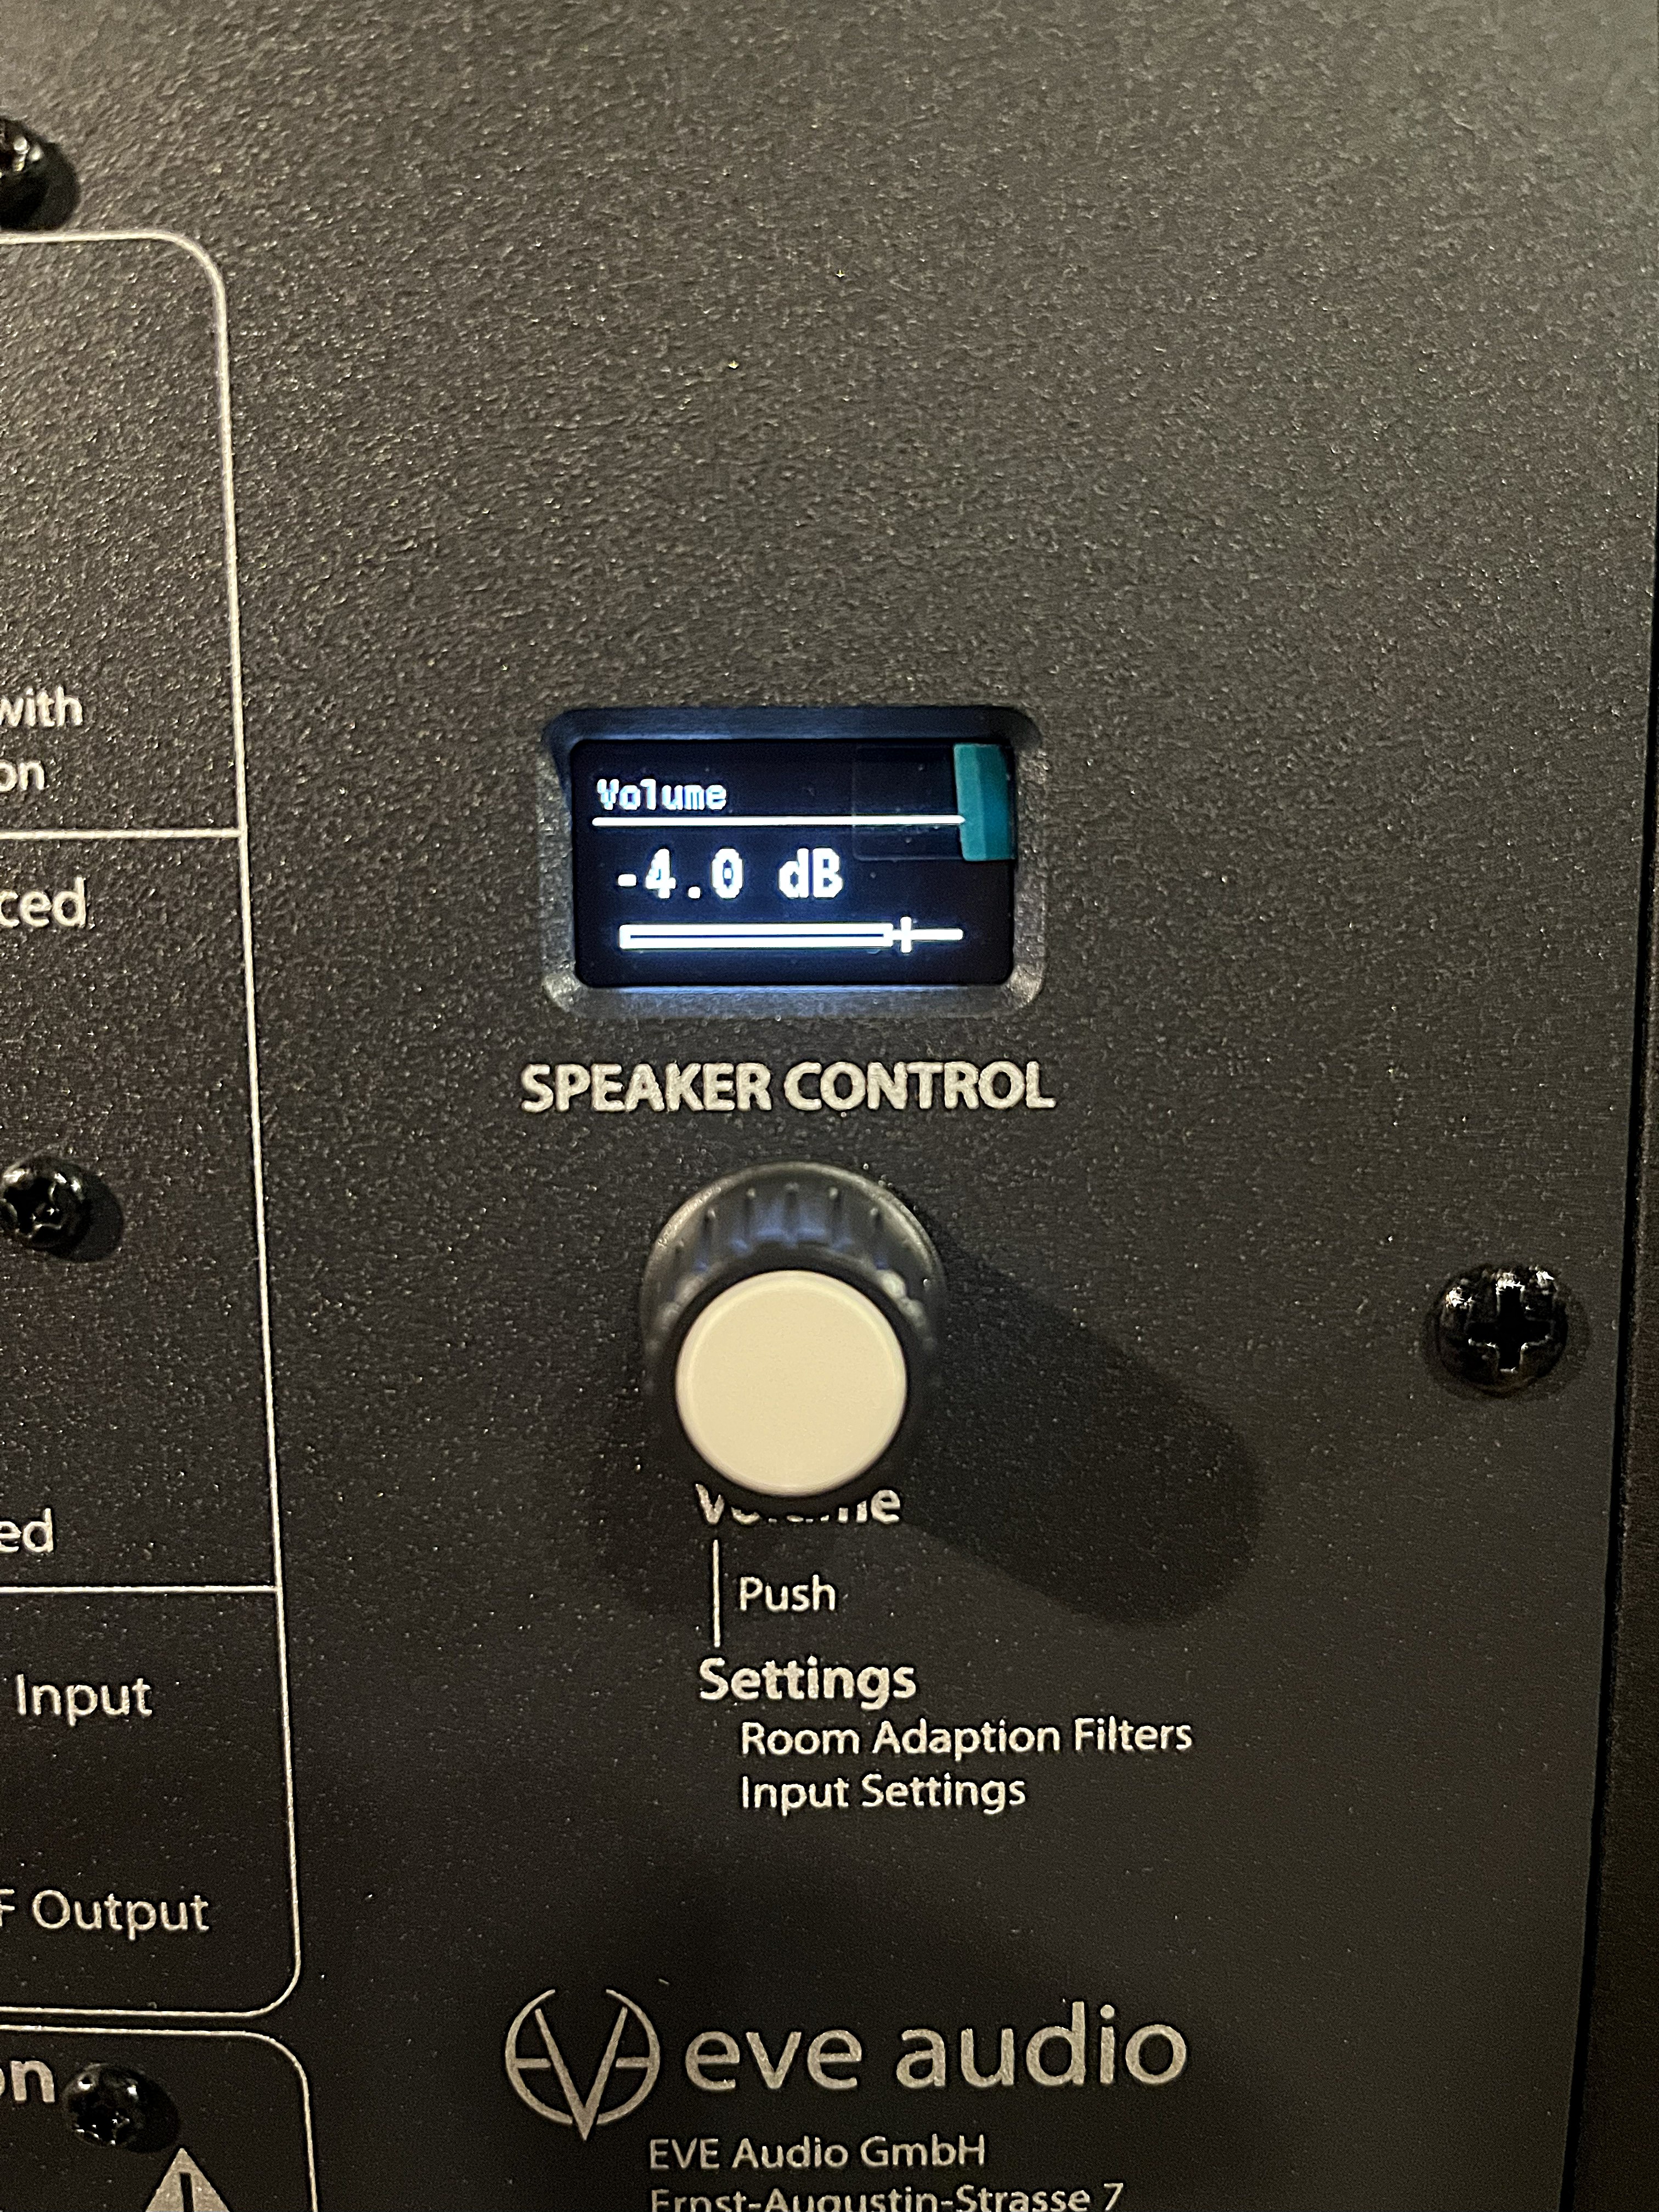 Volume
-4.0 dB
SPEAKER CONTROL
Volume
Push
Settings
Room Adaption Filters
Input Settings
with
on
ced
ed
Input
F Output
on
eve audio
EVE Audio GmbH
Ernst-Augustin-Strasse 7